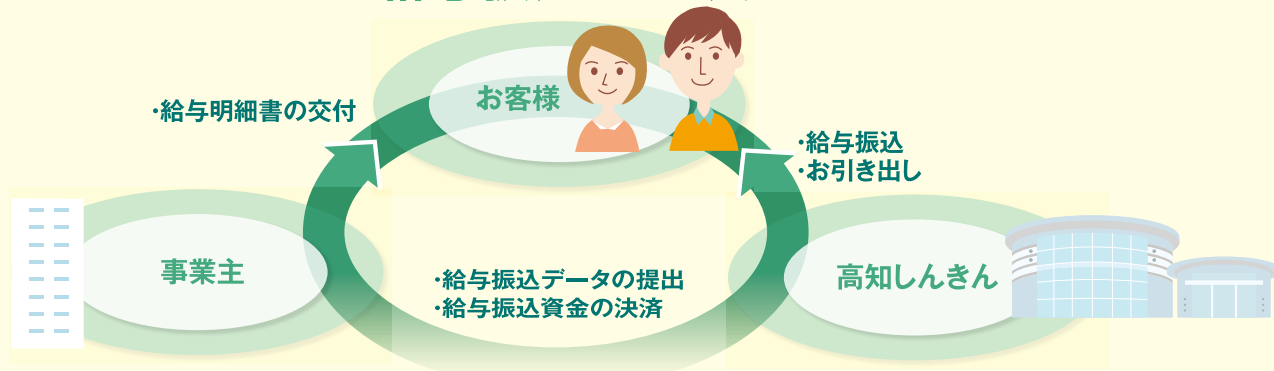 お客様
・給与明細書の交付
・給与振込
・お引き出し
事業主
・給与振込データの提出
・給与振込資金の決済
高知しんきん